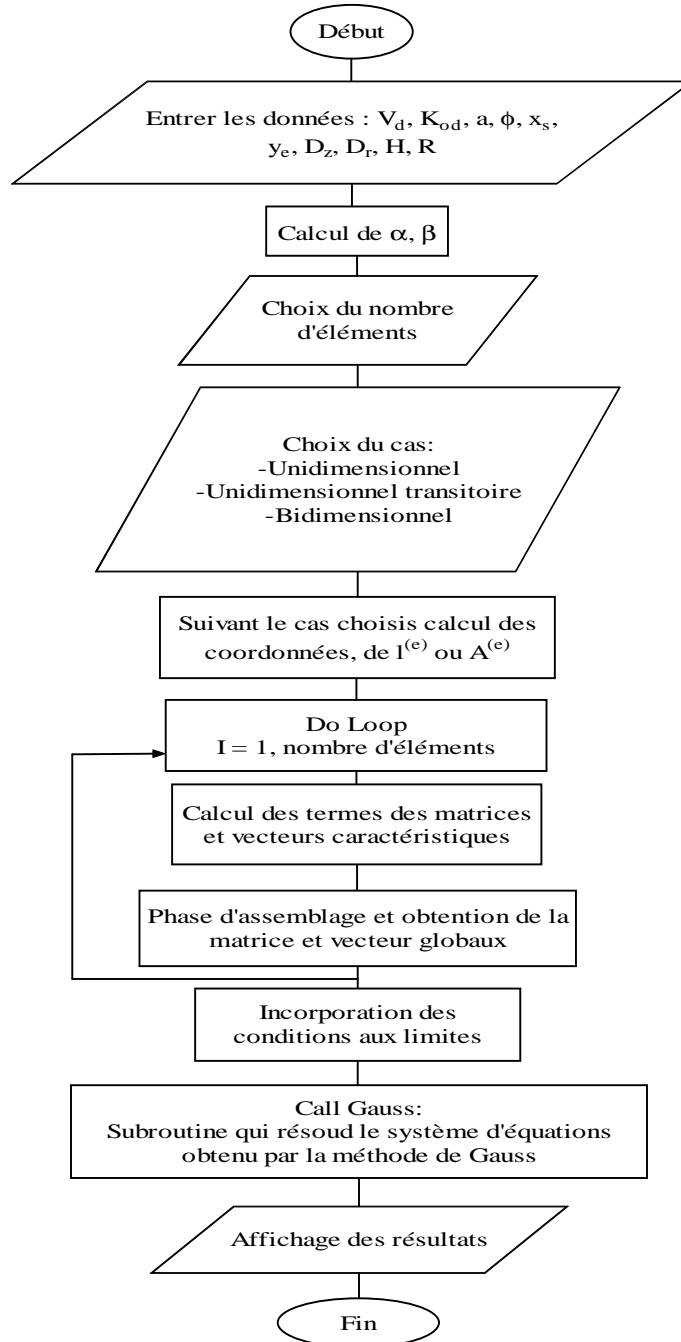 Début
Entrer les données : V_d, K_od, a, ϕ, x_s,
y_e, D_z, D_r, H, R
Calcul de α, β
Choix du nombre
d'éléments
Choix du cas:
-Unidimensionnel
-Unidimensionnel transitoire
-Bidimensionnel
Suivant le cas choisis calcul des
coordonnées, de l^(e) ou A^(e)
Do Loop
I = 1, nombre d'éléments
Calcul des termes des matrices
et vecteurs caractéristiques
Phase d'assemblage et obtention de la
matrice et vecteur globaux
Incorporation des
conditions aux limites
Call Gauss:
Subroutine qui résoud le système d'équations
obtenu par la méthode de Gauss
Affichage des résultats
Fin